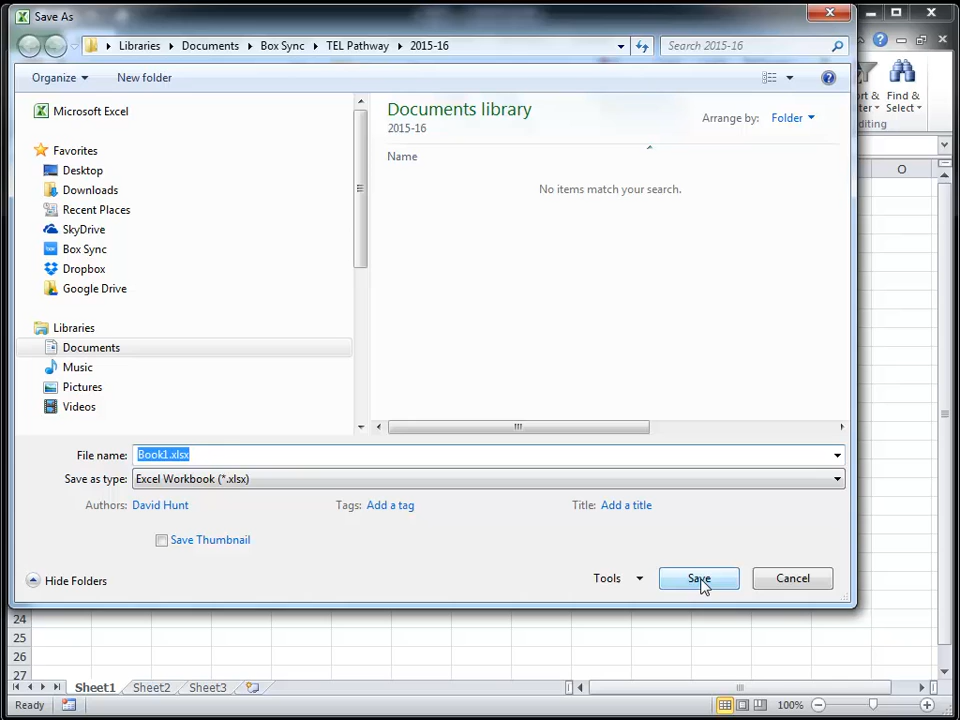 Save As
Libraries Documents Box Sync TEL Pathway 2015-16
Search 2015-16
Organize New folder
Microsoft Excel
Favorites
Desktop
Downloads
Recent Places
SkyDrive
Box Sync
Dropbox
Google Drive
Libraries
Documents
Music
Pictures
Videos
Documents library
2015-16
Arrange by: Folder
Name
No items match your search.
File name: Book1.xlsx
Save as type: Excel Workbook (*.xlsx)
Authors: David Hunt Tags: Add a tag Title: Add a title
Save Thumbnail
Hide Folders
Tools Save Cancel
Find &
Select
O
24
25
26
27
Sheet1 Sheet2 Sheet3
Ready 100%